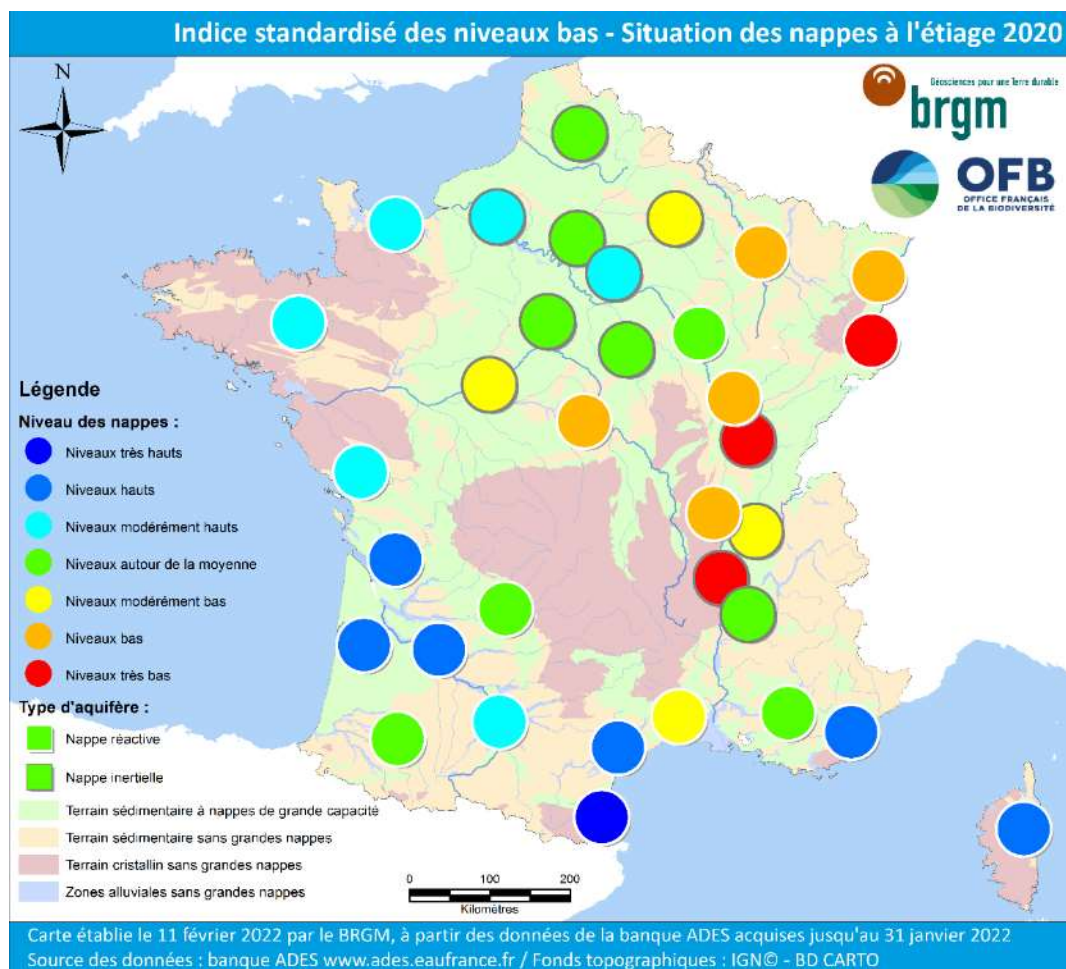 Indice standardisé des niveaux bas - Situation des nappes à l'étiage 2020
N
Géosciences pour une Terre durable
brgm
OFB
OFFICE FRANÇAIS
DE LA BIODIVERSITÉ
Légende
Niveau des nappes :
Niveaux très hauts
Niveaux hauts
Niveaux modérément hauts
Niveaux autour de la moyenne
Niveaux modérément bas
Niveaux bas
Niveaux très bas
Type d'aquifère :
Nappe réactive
Nappe inertielle
Terrain sédimentaire à nappes de grande capacité
Terrain sédimentaire sans grandes nappes
Terrain cristallin sans grandes nappes
Zones alluviales sans grandes nappes
0 100 200
Kilomètres
Carte établie le 11 février 2022 par le BRGM, à partir des données de la banque ADES acquises jusqu'au 31 janvier 2022
Source des données : banque ADES www.ades.eaufrance.fr / Fonds topographiques : IGN© - BD CARTO